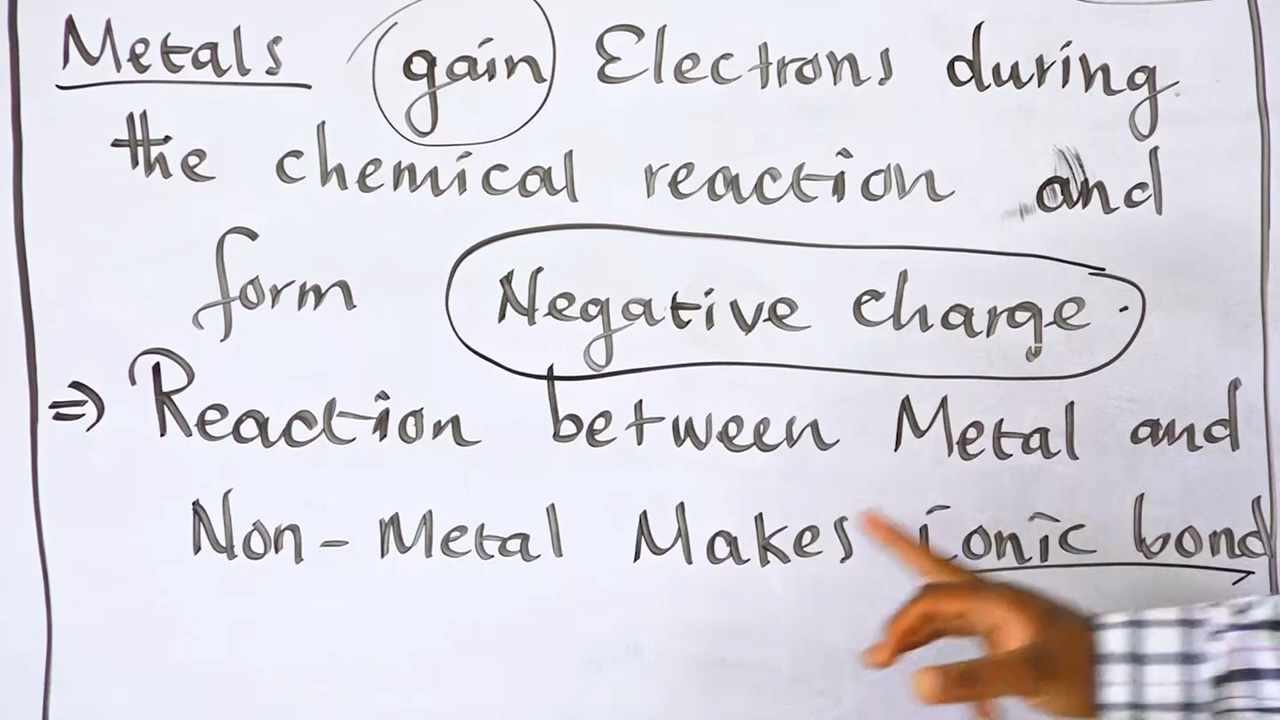 Metals gain Electrons during
the chemical reaction and
form Negative charge.
=> Reaction between Metal and
Non-Metal Makes ionic bond